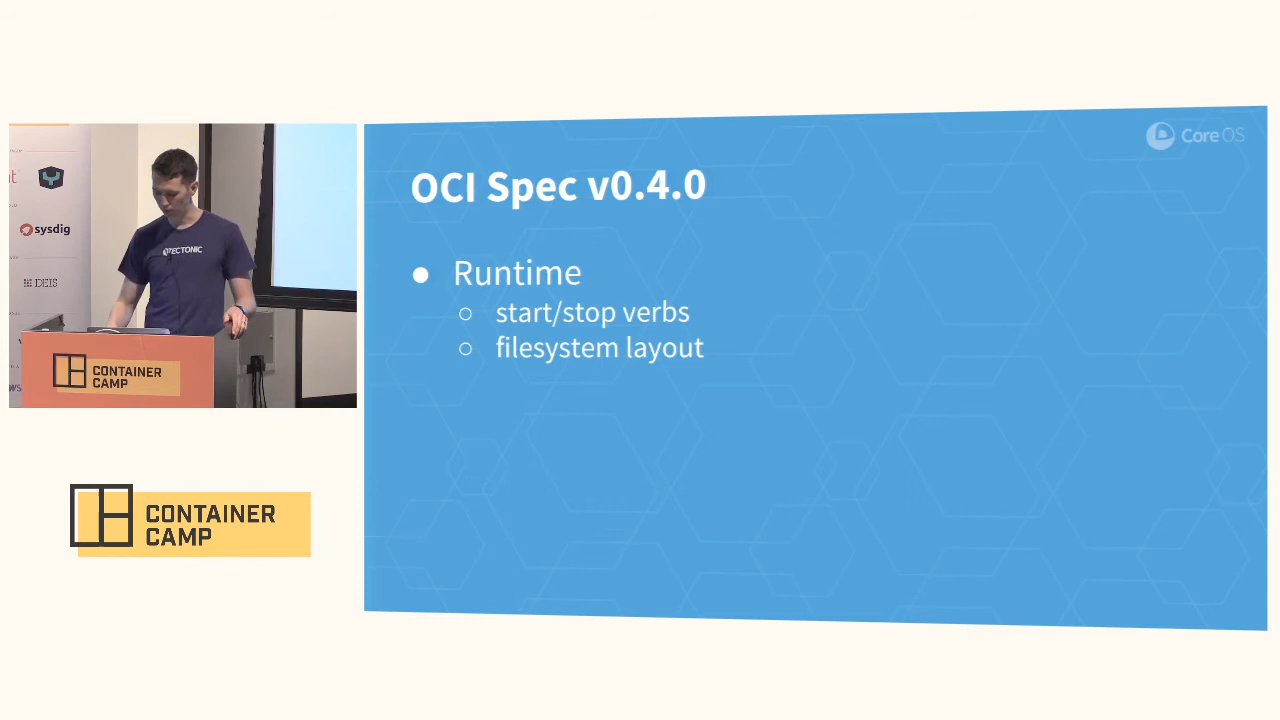 sysdig
DEIS
TECTONIC
CONTAINER
CAMP
CONTAINER
CAMP
CoreOS
OCI Spec v0.4.0
● Runtime
○ start/stop verbs
○ filesystem layout